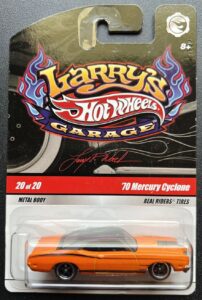 8+
Larry's
Hot Wheels
GARAGE
20 of 20
'70 Mercury Cyclone
METAL BODY
REAL RIDERS® TIRES